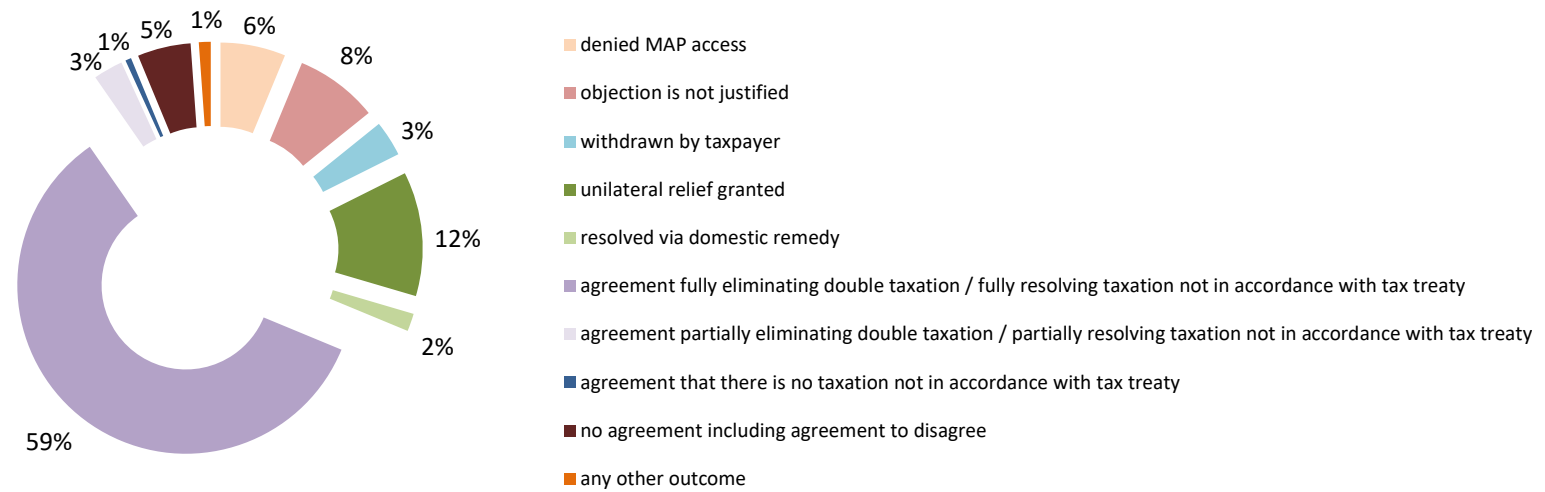 1%
6%
5%
1%
3%
8%
3%
12%
2%
59%
denied MAP access
objection is not justified
withdrawn by taxpayer
unilateral relief granted
resolved via domestic remedy
agreement fully eliminating double taxation / fully resolving taxation not in accordance with tax treaty
agreement partially eliminating double taxation / partially resolving taxation not in accordance with tax treaty
agreement that there is no taxation not in accordance with tax treaty
no agreement including agreement to disagree
any other outcome